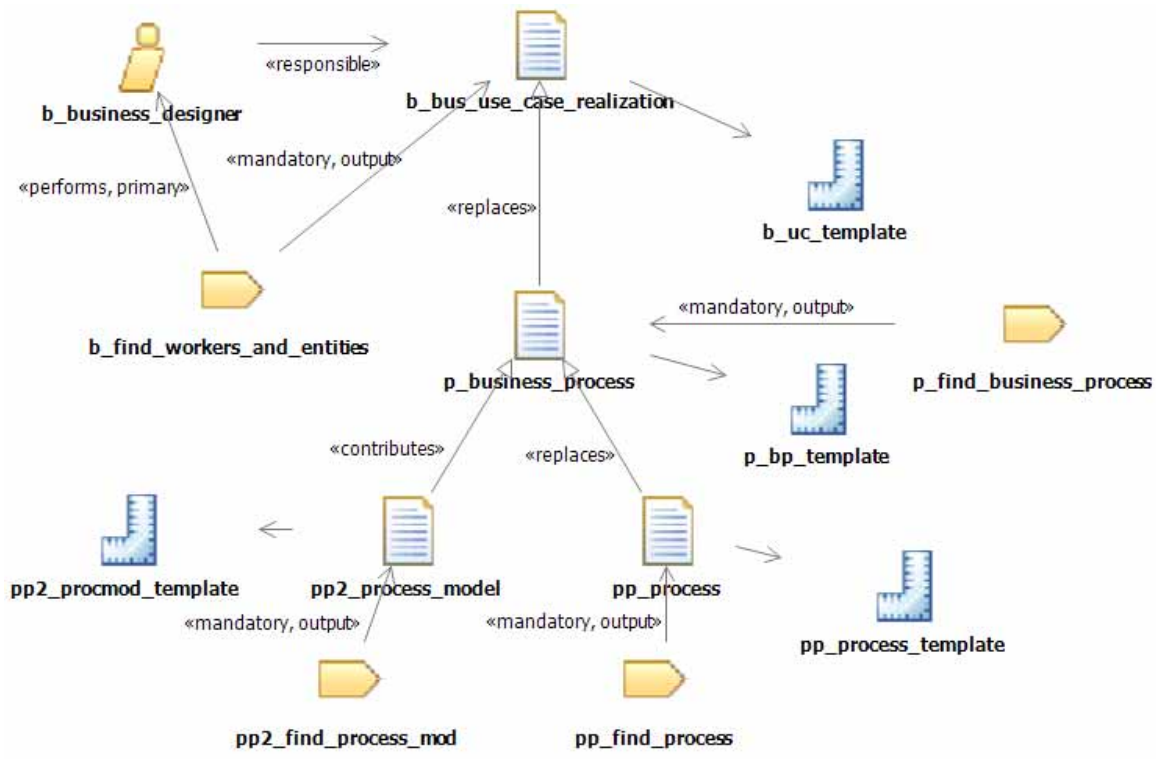 «responsible»
b_business_designer
b_bus_use_case_realization
«mandatory, output»
«performs, primary»
«replaces»
b_uc_template
b_find_workers_and_entities
«mandatory, output»
p_business_process
p_find_business_process
p_bp_template
«contributes»
«replaces»
pp2_procmod_template
pp2_process_model
pp_process
«mandatory, output»
«mandatory, output»
pp_process_template
pp2_find_process_mod
pp_find_process